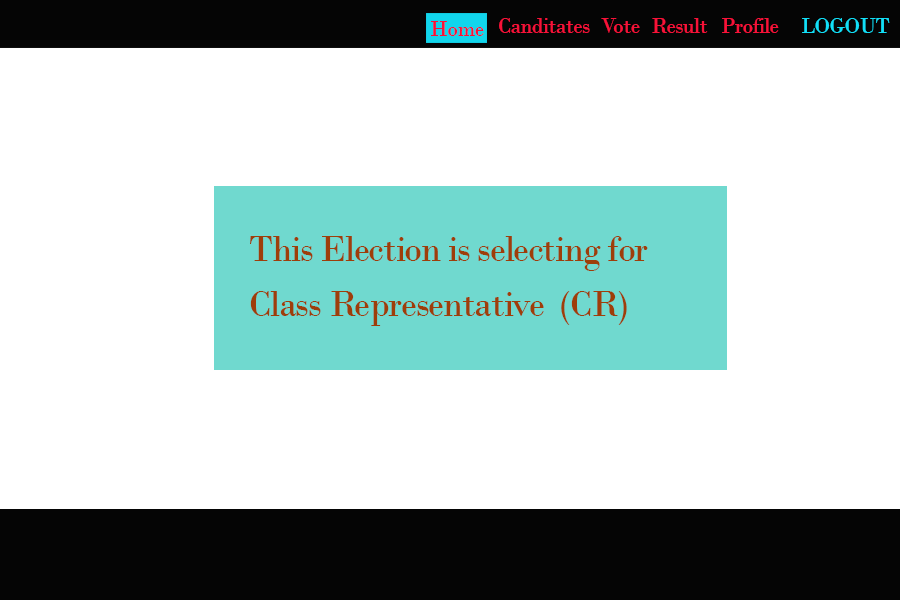 Home Canditates Vote Result Profile LOGOUT
This Election is selecting for
Class Representative (CR)